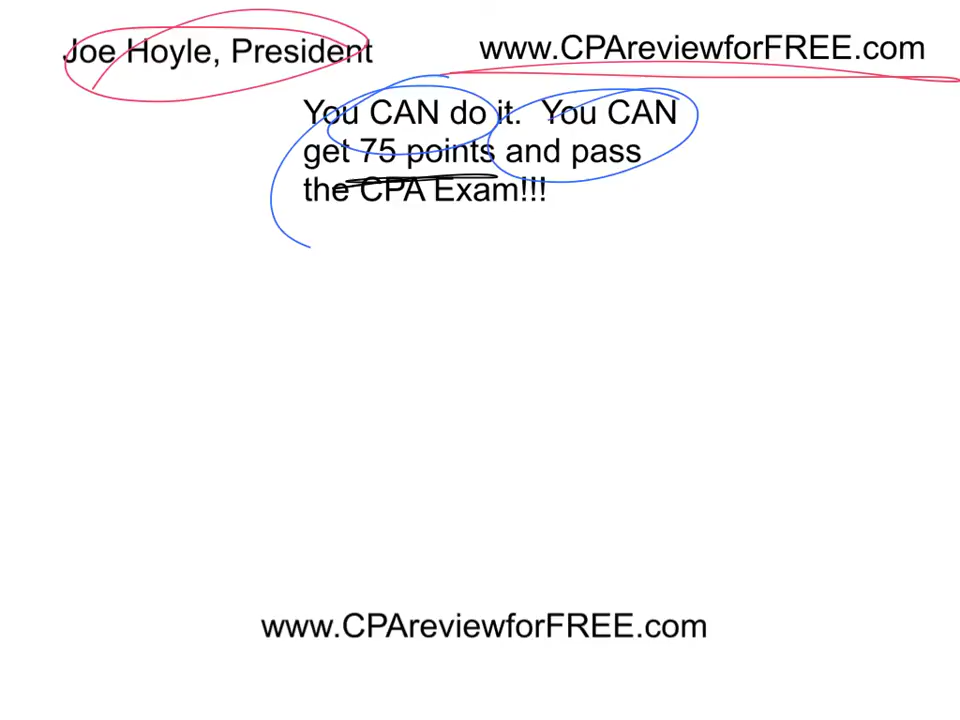 Joe Hoyle, President
www.CPAreviewforFREE.com
You CAN do it.  You CAN
get 75 points and pass
the CPA Exam!!!
www.CPAreviewforFREE.com